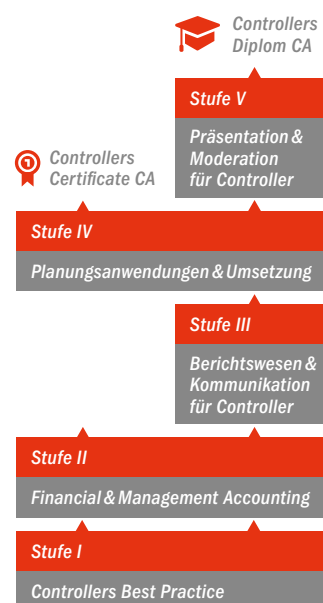 Controllers
Diplom CA
Stufe V
Präsentation &
Moderation
für Controller
Controllers
Certificate CA
Stufe IV
Planungsanwendungen & Umsetzung
Stufe III
Berichtswesen &
Kommunikation
für Controller
Stufe II
Financial & Management Accounting
Stufe I
Controllers Best Practice